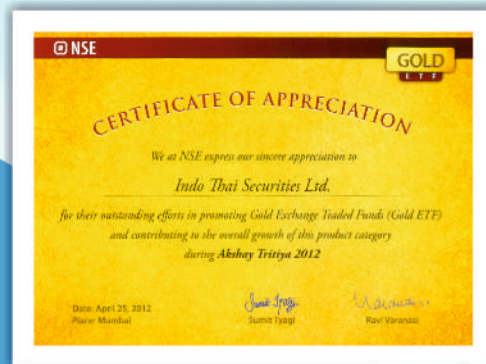 NSE
GOLD
ETF
CERTIFICATE OF APPRECIATION
We at NSE express our sincere appreciation to
Indo Thai Securities Ltd.
for their outstanding efforts in promoting Gold Exchange Traded Funds (Gold ETF)
and contributing to the overall growth of this product category
during Akshay Tritiya 2012
Date: April 25, 2012
Place: Mumbai
Sumit Tyagi
Sumit Tyagi
Ravi Varanasi